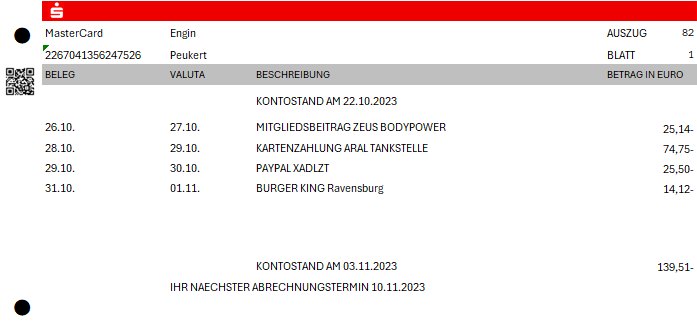 MasterCard Engin AUSZUG 82
2267041356247526 Peukert BLATT 1
BELEG VALUTA BESCHREIBUNG BETRAG IN EURO
KONTOSTAND AM 22.10.2023
26.10. 27.10. MITGLIEDSBEITRAG ZEUS BODYPOWER 25,14-
28.10. 29.10. KARTENZAHLUNG ARAL TANKSTELLE 74,75-
29.10. 30.10. PAYPAL XADLZT 25,50-
31.10. 01.11. BURGER KING Ravensburg 14,12-
KONTOSTAND AM 03.11.2023 139,51-
IHR NAECHSTER ABRECHNUNGSTERMIN 10.11.2023